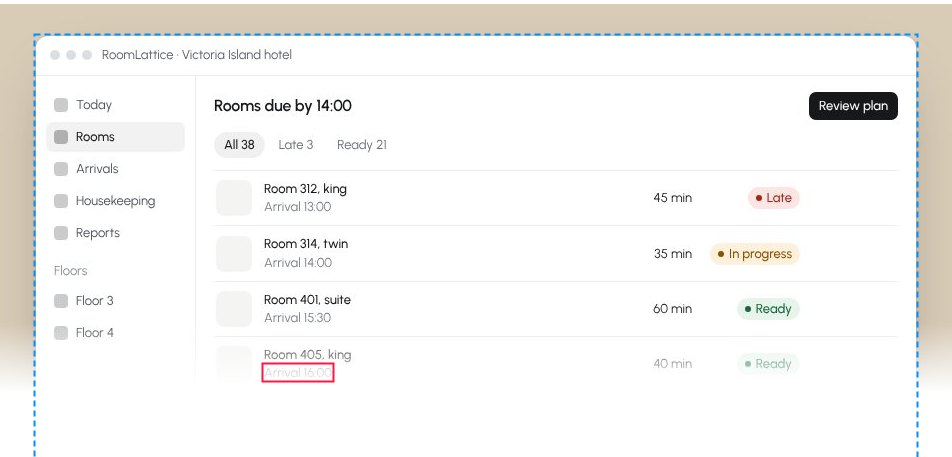 RoomLattice · Victoria Island hotel
Today
Rooms
Arrivals
Housekeeping
Reports
Floors
Floor 3
Floor 4
Rooms due by 14:00
Review plan
All 38
Late 3
Ready 21
Room 312, king
Arrival 13:00
45 min
Late
Room 314, twin
Arrival 14:00
35 min
In progress
Room 401, suite
Arrival 15:30
60 min
Ready
Room 405, king
Arrival 16:00
40 min
Ready